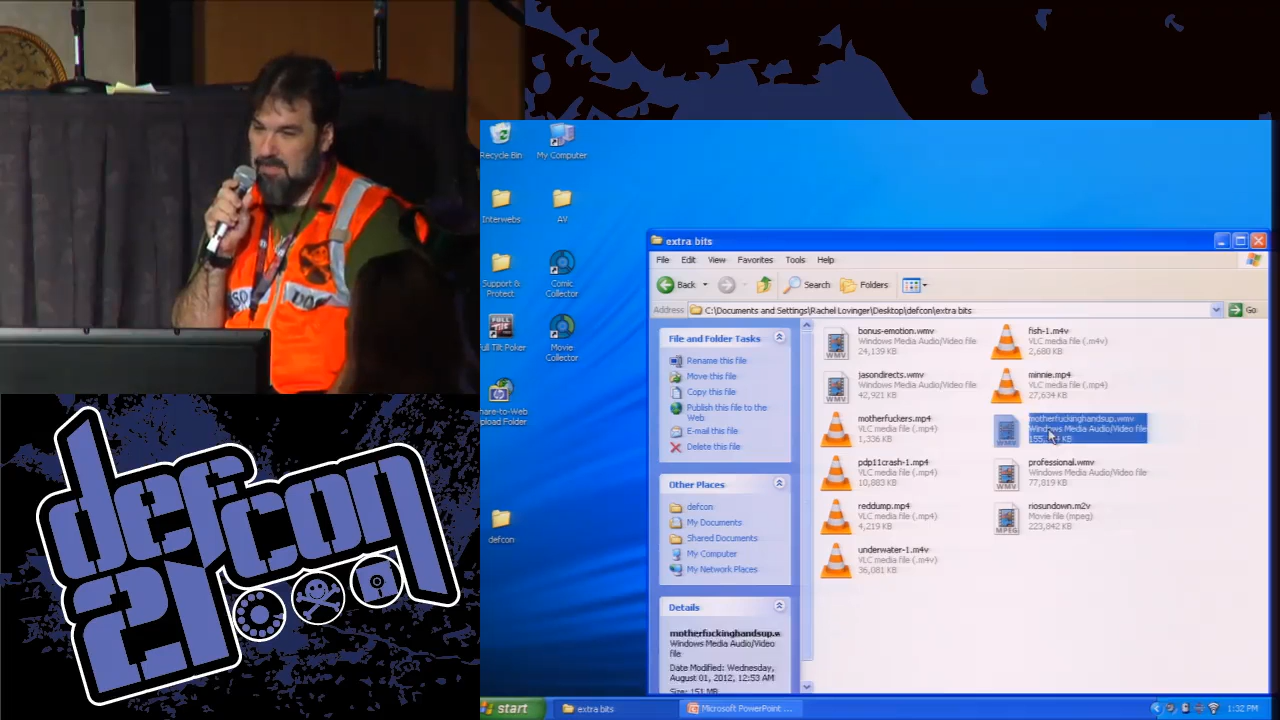 defcon
21
Recycle Bin
My Computer
Interwebs
AV
Support &
Protect
Comic
Collector
Full Tilt Poker
Movie
Collector
Share-to-Web
Upload Folder
defcon
extra bits
File Edit View Favorites Tools Help
Back Search Folders
Address C:\Documents and Settings\Rachel Lovinger\Desktop\defcon\extra bits Go
File and Folder Tasks
Rename this file
Move this file
Copy this file
Publish this file to the
Web
E-mail this file
Delete this file
Other Places
defcon
My Documents
Shared Documents
My Computer
My Network Places
Details
motherfuckinghandsup.w
Windows Media Audio/Video
file
Date Modified: Wednesday,
August 01, 2012, 12:53 AM
Size: 151 MB
bonus-emotion.wmv
Windows Media Audio/Video file
24,139 KB
fish-1.m4v
VLC media file (.m4v)
2,680 KB
jasondirects.wmv
Windows Media Audio/Video file
42,921 KB
minnie.mp4
VLC media file (.mp4)
27,634 KB
motherfuckers.mp4
VLC media file (.mp4)
1,336 KB
motherfuckinghandsup.wmv
Windows Media Audio/Video file
KB
pdp11crash-1.mp4
VLC media file (.mp4)
10,883 KB
professional.wmv
Windows Media Audio/Video file
77,819 KB
reddump.mp4
VLC media file (.mp4)
4,219 KB
riosundown.m2v
Movie file (mpeg)
223,842 KB
underwater-1.m4v
VLC media file (.m4v)
36,081 KB
start extra bits Microsoft PowerPoint ... 1:32 PM